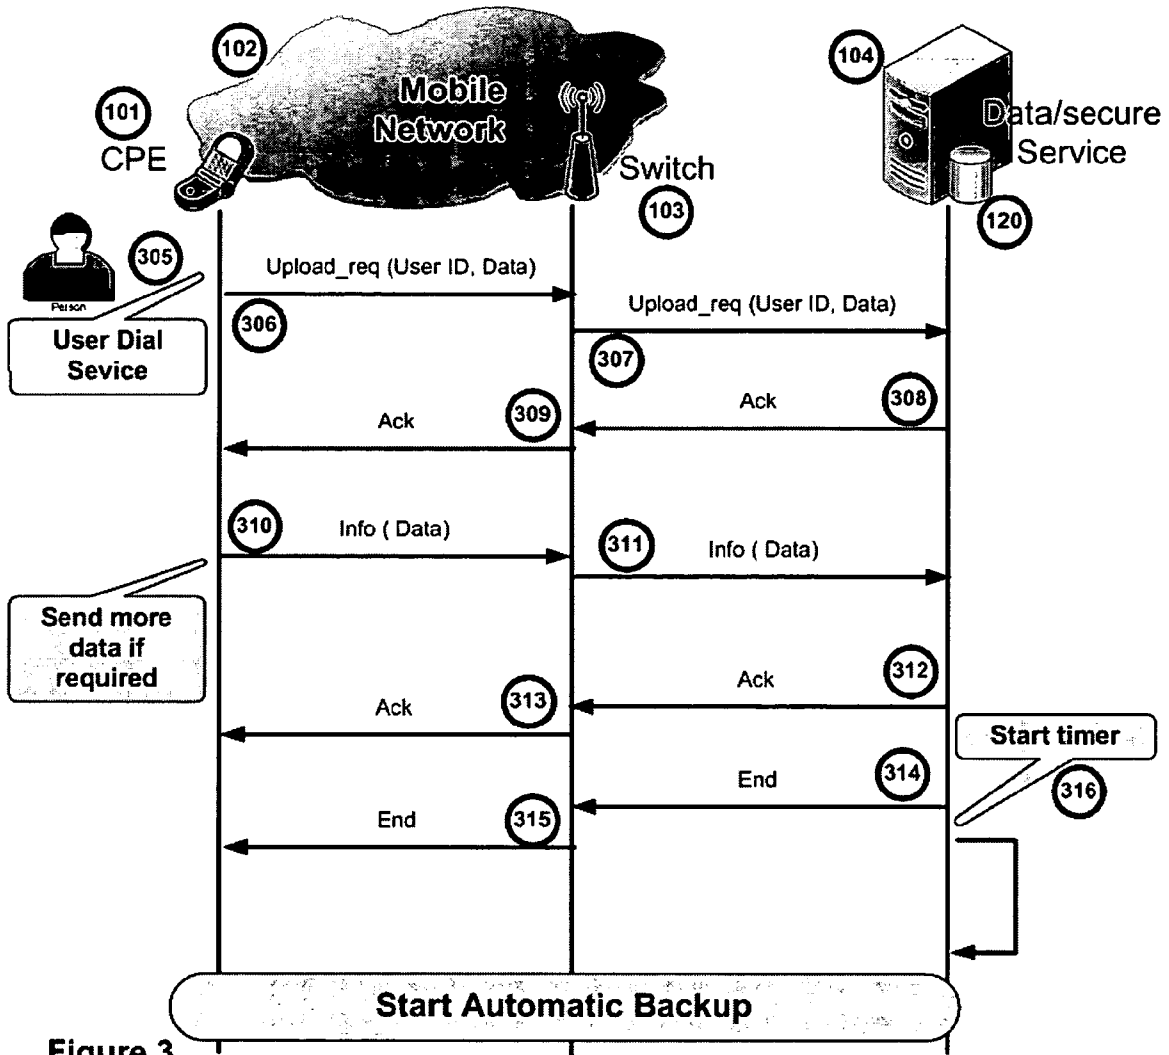 102
104
Mobile
Network
101
CPE
Data/secure
Service
Switch
103
120
305
Person
User Dial
Sevice
Upload_req (User ID, Data)
306
Upload_req (User ID, Data)
307
Ack
308
Ack
309
310
Info ( Data)
311
Info ( Data)
Send more
data if
required
Ack
312
Ack
313
Start timer
316
End
314
End
315
Start Automatic Backup
Figure 3